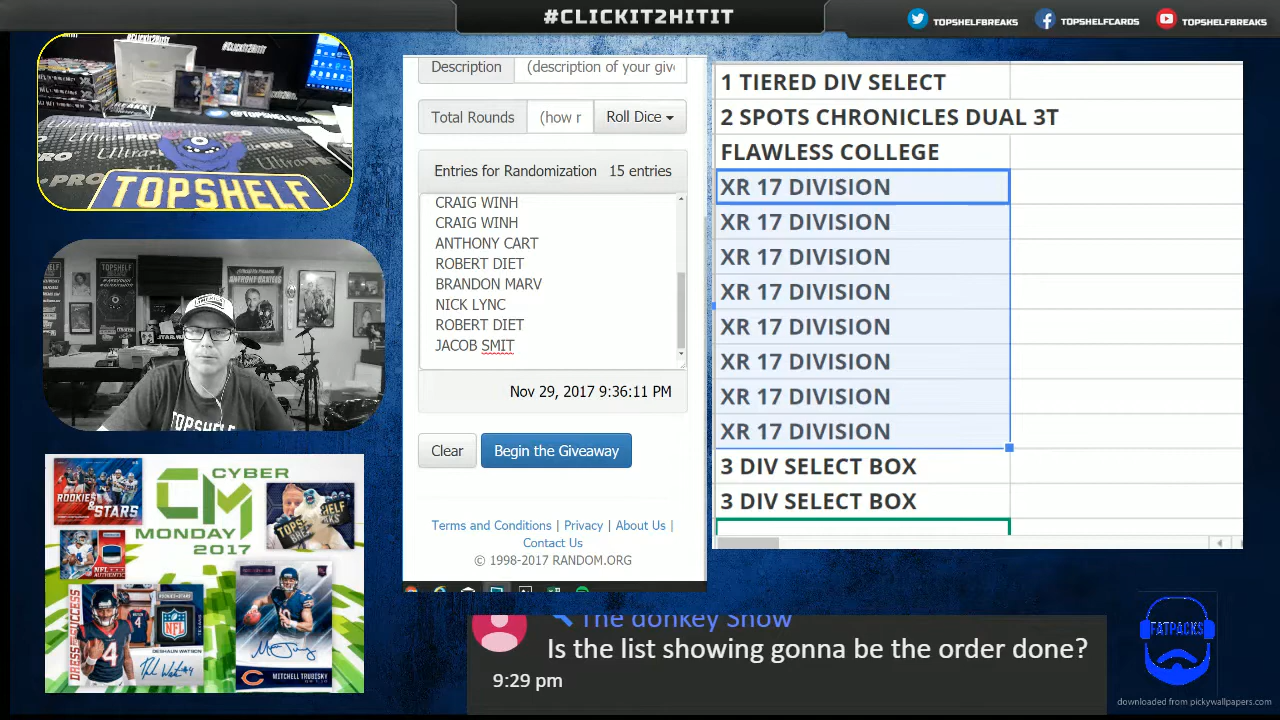 #CLICKIT2HITIT
TOPSHELFBREAKS
TOPSHELFCARDS
TOPSHELFBREAKS
TOPSHELF
Description
(description of your giv
Total Rounds
(how r
Roll Dice
Entries for Randomization
15 entries
CRAIG WINH
CRAIG WINH
ANTHONY CART
ROBERT DIET
BRANDON MARV
NICK LYNC
ROBERT DIET
JACOB SMIT
Nov 29, 2017 9:36:11 PM
Clear
Begin the Giveaway
Terms and Conditions | Privacy | About Us |
Contact Us
© 1998-2017 RANDOM.ORG
1 TIERED DIV SELECT
2 SPOTS CHRONICLES DUAL 3T
FLAWLESS COLLEGE
XR 17 DIVISION
XR 17 DIVISION
XR 17 DIVISION
XR 17 DIVISION
XR 17 DIVISION
XR 17 DIVISION
XR 17 DIVISION
XR 17 DIVISION
3 DIV SELECT BOX
3 DIV SELECT BOX
CYBER
CM
MONDAY
2017
ROOKIES
& STARS
DRESS FOR SUCCESS
NFL
DESHAUN WATSON
MITCHELL TRUBISKY
The donkey Show
Is the list showing gonna be the order done?
9:29 pm
FATPACKS
downloaded from pickywallpapers.com